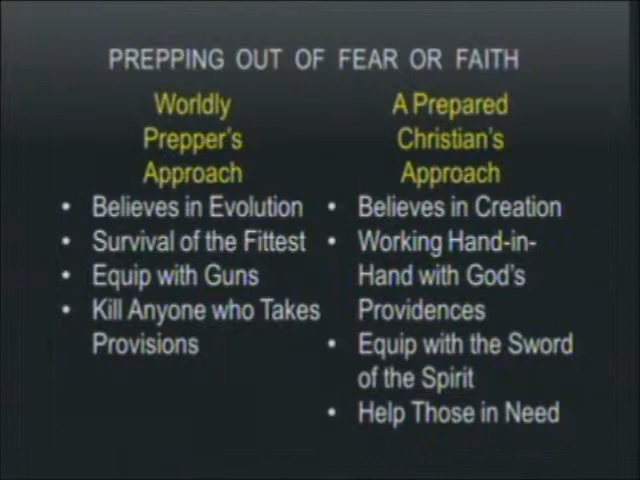 PREPPING OUT OF FEAR OR FAITH
Worldly
Prepper's
Approach
• Believes in Evolution
• Survival of the Fittest
• Equip with Guns
• Kill Anyone who Takes
Provisions
A Prepared
Christian's
Approach
• Believes in Creation
• Working Hand-in-
Hand with God's
Providences
• Equip with the Sword
of the Spirit
• Help Those in Need